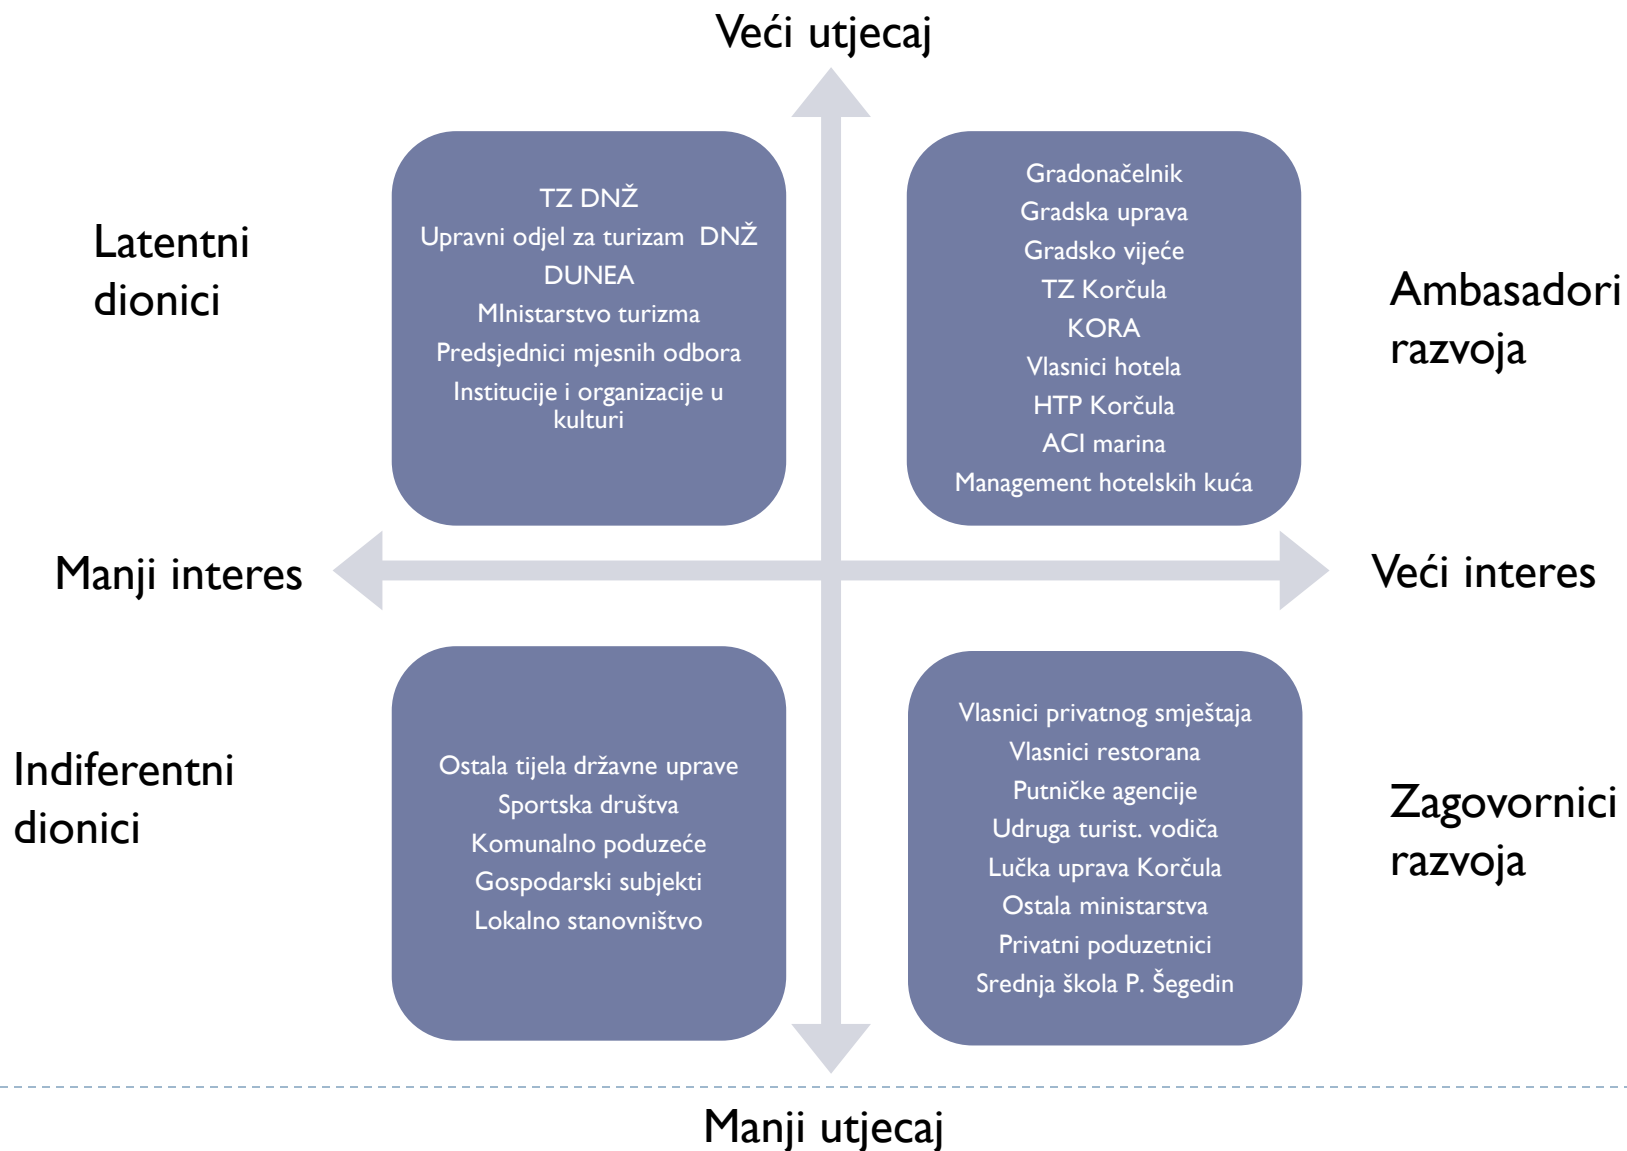 Veći utjecaj
Latentni
dionici
TZ DNŽ
Upravni odjel za turizam  DNŽ
DUNEA
MInistarstvo turizma
Predsjednici mjesnih odbora
Institucije i organizacije u
kulturi
Gradonačelnik
Gradska uprava
Gradsko vijeće
TZ Korčula
KORA
Vlasnici hotela
HTP Korčula
ACI marina
Management hotelskih kuća
Ambasadori
razvoja
Manji interes
Veći interes
Indiferentni
dionici
Ostala tijela državne uprave
Sportska društva
Komunalno poduzeće
Gospodarski subjekti
Lokalno stanovništvo
Vlasnici privatnog smještaja
Vlasnici restorana
Putničke agencije
Udruga turist. vodiča
Lučka uprava Korčula
Ostala ministarstva
Privatni poduzetnici
Srednja škola P. Šegedin
Zagovornici
razvoja
Manji utjecaj